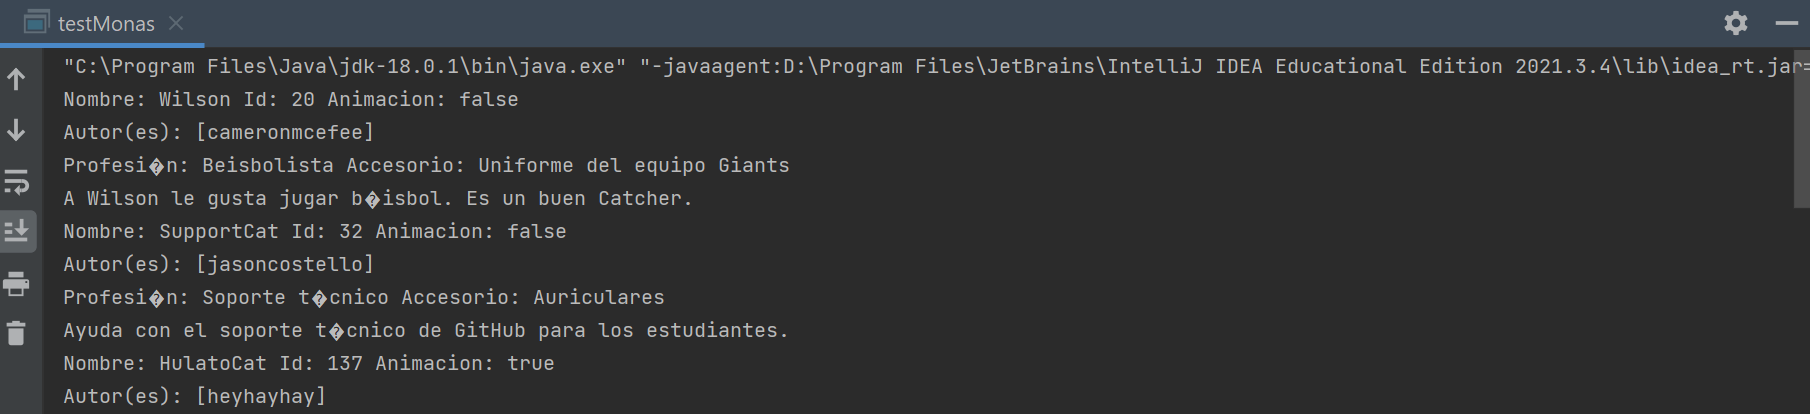 testMonas
"C:\Program Files\Java\jdk-18.0.1\bin\java.exe" "-javaagent:D:\Program Files\JetBrains\IntelliJ IDEA Educational Edition 2021.3.4\lib\idea_rt.jar=
Nombre: Wilson Id: 20 Animacion: false
Autor(es): [cameronmcefee]
Profesi�n: Beisbolista Accesorio: Uniforme del equipo Giants
A Wilson le gusta jugar b�isbol. Es un buen Catcher.
Nombre: SupportCat Id: 32 Animacion: false
Autor(es): [jasoncostello]
Profesi�n: Soporte t�cnico Accesorio: Auriculares
Ayuda con el soporte t�cnico de GitHub para los estudiantes.
Nombre: HulatoCat Id: 137 Animacion: true
Autor(es): [heyhayhay]